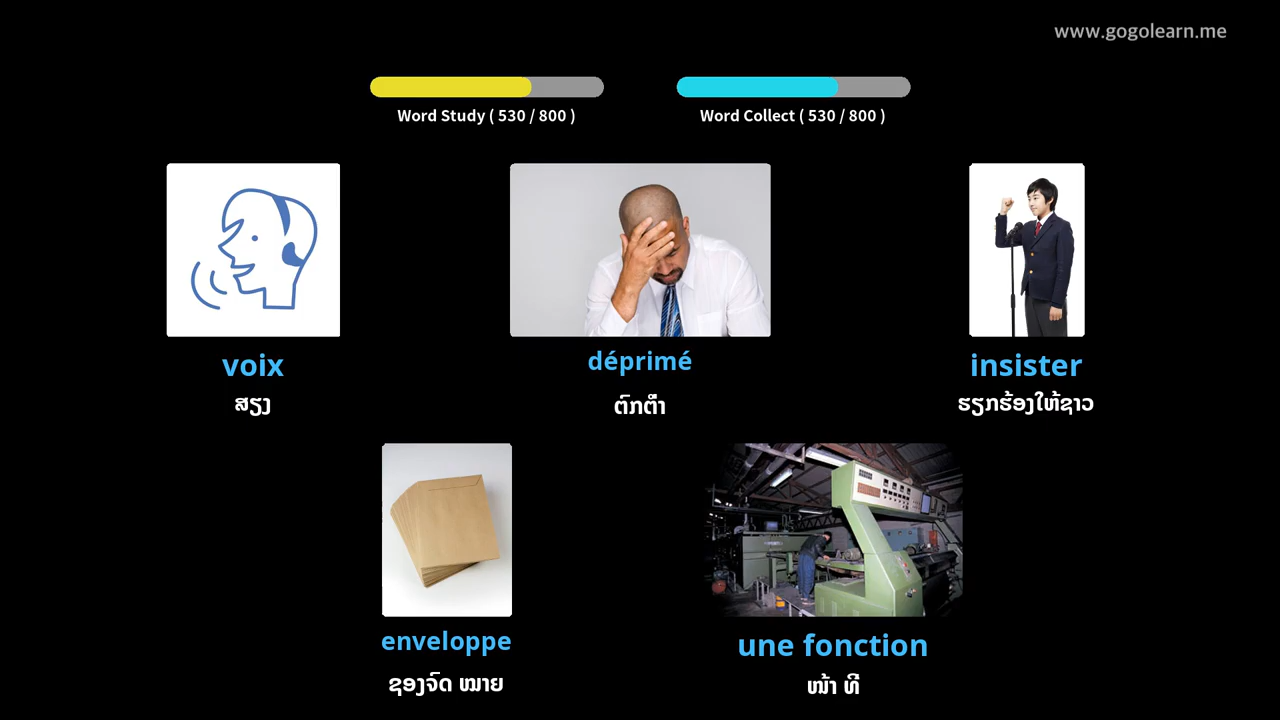 www.gogolearn.me
Word Study ( 530 / 800 )
Word Collect ( 530 / 800 )
voix
déprimé
insister
ສຽງ
ຕົກຕ່ຳ
ຮຽກຮ້ອງໃຫ້ຊາວ
enveloppe
une fonction
ຊອງຈົດ ໝາຍ
ໜ້າ ທີ